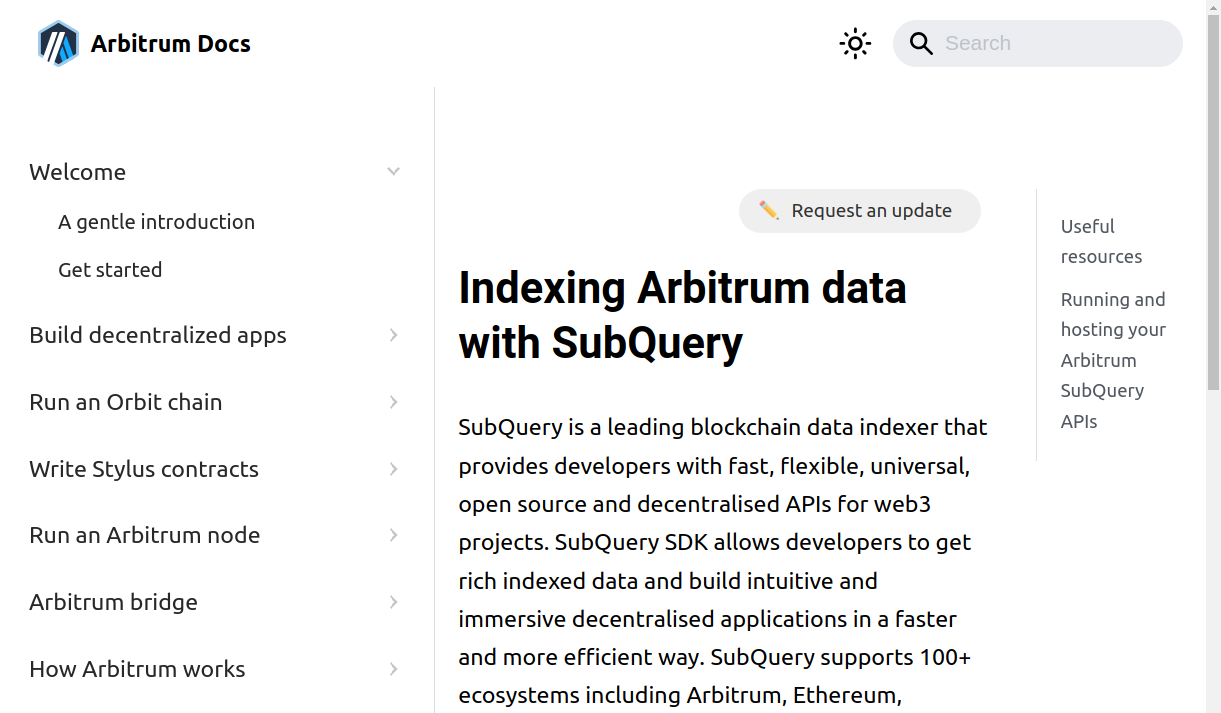 Arbitrum Docs
Search
Welcome
A gentle introduction
Get started
Build decentralized apps
Run an Orbit chain
Write Stylus contracts
Run an Arbitrum node
Arbitrum bridge
How Arbitrum works
✏️ Request an update
Indexing Arbitrum data
with SubQuery
SubQuery is a leading blockchain data indexer that
provides developers with fast, flexible, universal,
open source and decentralised APIs for web3
projects. SubQuery SDK allows developers to get
rich indexed data and build intuitive and
immersive decentralised applications in a faster
and more efficient way. SubQuery supports 100+
ecosystems including Arbitrum, Ethereum,
Useful
resources
Running and
hosting your
Arbitrum
SubQuery
APIs